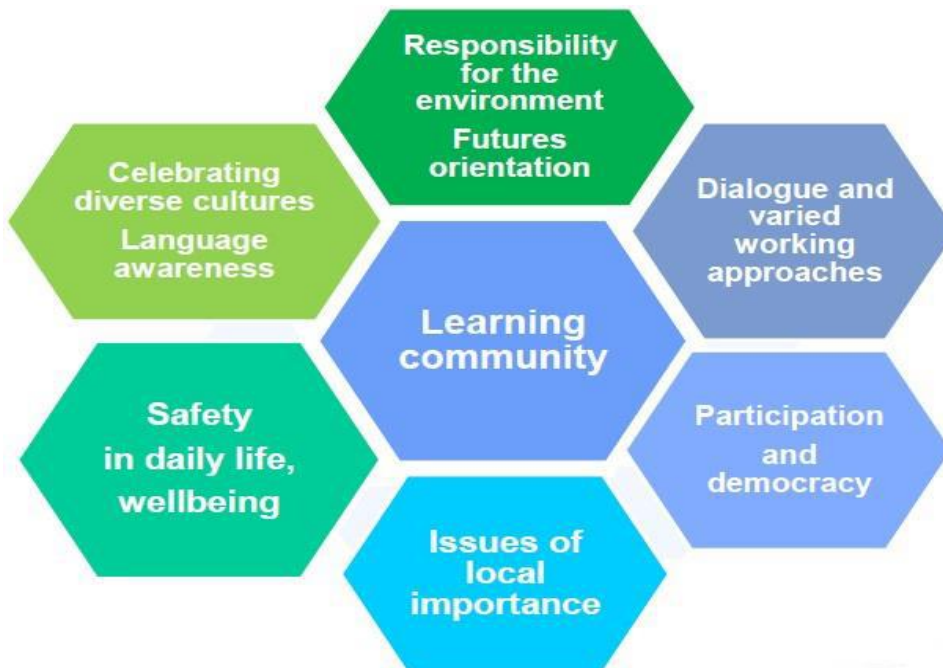 Responsibility
for the
environment
Futures
orientation
Celebrating
diverse cultures
Language
awareness
Dialogue and
varied
working
approaches
Learning
community
Safety
in daily life,
wellbeing
Participation
and
democracy
Issues of
local
importance